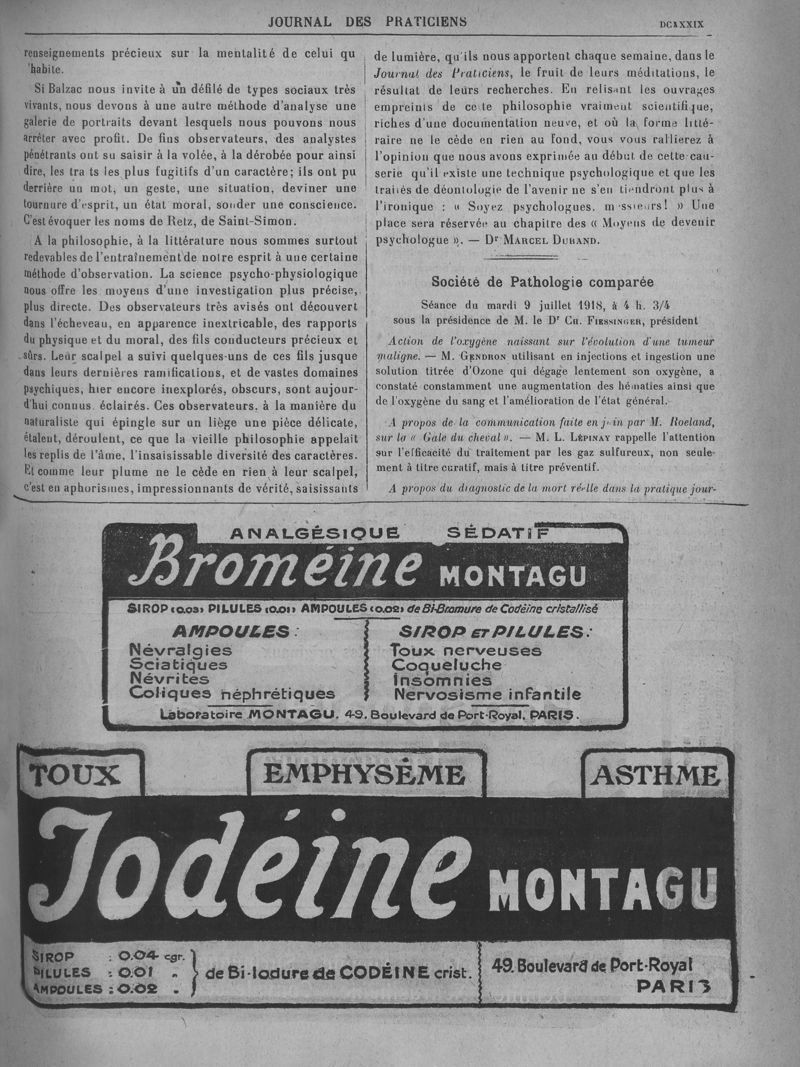 JOURNAL DES PRATICIENS
DCXXXIX
renseignements précieux sur la mentalité de celui qu
'habite.
Si Balzac nous invite à un défilé de types sociaux très
vivants, nous devons à une autre méthode d'analyse une
galerie de portraits devant lesquels nous pouvons nous
arrêter avec profit. De fins observateurs, des analystes
pénétrants ont su saisir à la volée, à la dérobée pour ainsi
dire, les tra ts les plus fugitifs d'un caractère; ils ont pu
derrière un mot, un geste, une situation, deviner une
tournure d'esprit, un état moral, sonder une conscience.
C'est évoquer les noms de Retz, de Saint-Simon.
A la philosophie, à la littérature nous sommes surtout
redevables de l'entraînement de notre esprit à une certaine
méthode d'observation. La science psycho-physiologique
nous offre les moyens d'une investigation plus précise,
plus directe. Des observateurs très avisés ont découvert
dans l'écheveau, en apparence inextricable, des rapports
du physique et du moral, des fils conducteurs précieux et
sûrs. Leur scalpel a suivi quelques-uns de ces fils jusque
dans leurs dernières ramifications, et de vastes domaines
psychiques, hier encore inexplorés, obscurs, sont aujour-
d'hui connus éclairés. Ces observateurs. à la manière du
naturaliste qui épingle sur un liège une pièce délicate,
étalent, déroulent, ce que la vieille philosophie appelait
les replis de l'âme, l'insaisissable diversité des caractères.
Et comme leur plume ne le cède en rien à leur scalpel,
c'est en aphorismes, impressionnants de vérité, saisissants
de lumière, qu'ils nous apportent chaque semaine, dans le
Journal des Praticiens, le fruit de leurs méditations, le
résultat de leurs recherches. En relisant les ouvrages
empreints de ce te philosophie vraiment scientifique,
riches d'une documentation neuve, et où la forme litté-
raire ne le cède en rien au fond, vous vous rallierez à
l'opinion que nous avons exprimée au début de cette cau-
serie qu'il existe une technique psychologique et que les
traités de déontologie de l'avenir ne s'en tiendront plus à
l'ironique : « Soyez psychologues. messieurs! » Une
place sera réservée au chapitre des « Moyens de devenir
psychologue ». — Dr MARCEL DURAND.
Société de Pathologie comparée
Séance du mardi 9 juillet 1918, à 4 h. 3/4
sous la présidence de M. le Dr CH. FIESSINGER, président
Action de l'oxygène naissant sur l'évolution d'une tumeur
maligne. — M. GENDRON utilisant en injections et ingestion une
solution titrée d'Ozone qui dégage lentement son oxygène, a
constaté constamment une augmentation des hématies ainsi que
de l'oxygène du sang et l'amélioration de l'état général.
A propos de la communication faite en juin par M. Roeland,
sur la « Gale du cheval ». — M. L. LÉPINAY rappelle l'attention
sur l'efficacité du traitement par les gaz sulfureux, non seule-
ment à titre curatif, mais à titre préventif.
A propos du diagnostic de la mort réelle dans la pratique jour-
ANALGÉSIQUE SÉDATIF
Broméine MONTAGU
SIROP (0.03) PILULES (0.01) AMPOULES (0.02) de Bi-Bromure de Codéine cristallisé
AMPOULES :
Névralgies
Sciatiques
Névrites
Coliques néphrétiques
SIROP ET PILULES :
Toux nerveuses
Coqueluche
Insomnies
Nervosisme infantile
Laboratoire MONTAGU, 49, Boulevard de Port-Royal, PARIS.
TOUX
EMPHYSÈME
ASTHME
Iodéine MONTAGU
SIROP : 0.04 cgr.
PILULES : 0.01 "
AMPOULES : 0.02 "
de Bi-Iodure de CODÉINE crist.
49, Boulevard de Port-Royal
PARIS